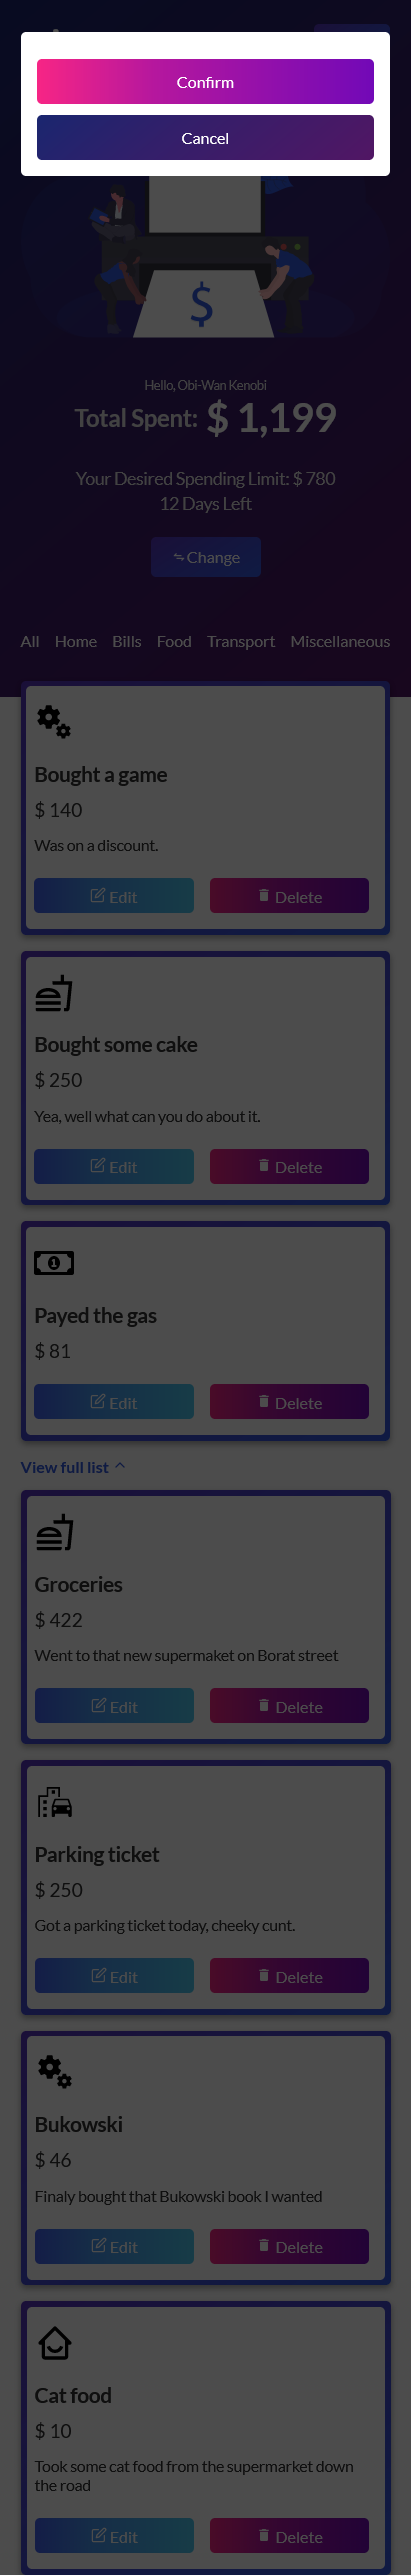 Confirm
Cancel
$
Hello, Obi-Wan Kenobi
Total Spent: $ 1,199
Your Desired Spending Limit: $ 780
12 Days Left
Change
All Home Bills Food Transport Miscellaneous
Bought a game
$ 140
Was on a discount.
Edit Delete
Bought some cake
$ 250
Yea, well what can you do about it.
Edit Delete
1
Payed the gas
$ 81
Edit Delete
View full list
Groceries
$ 422
Went to that new supermaket on Borat street
Edit Delete
Parking ticket
$ 250
Got a parking ticket today, cheeky cunt.
Edit Delete
Bukowski
$ 46
Finaly bought that Bukowski book I wanted
Edit Delete
Cat food
$ 10
Took some cat food from the supermarket down
the road
Edit Delete